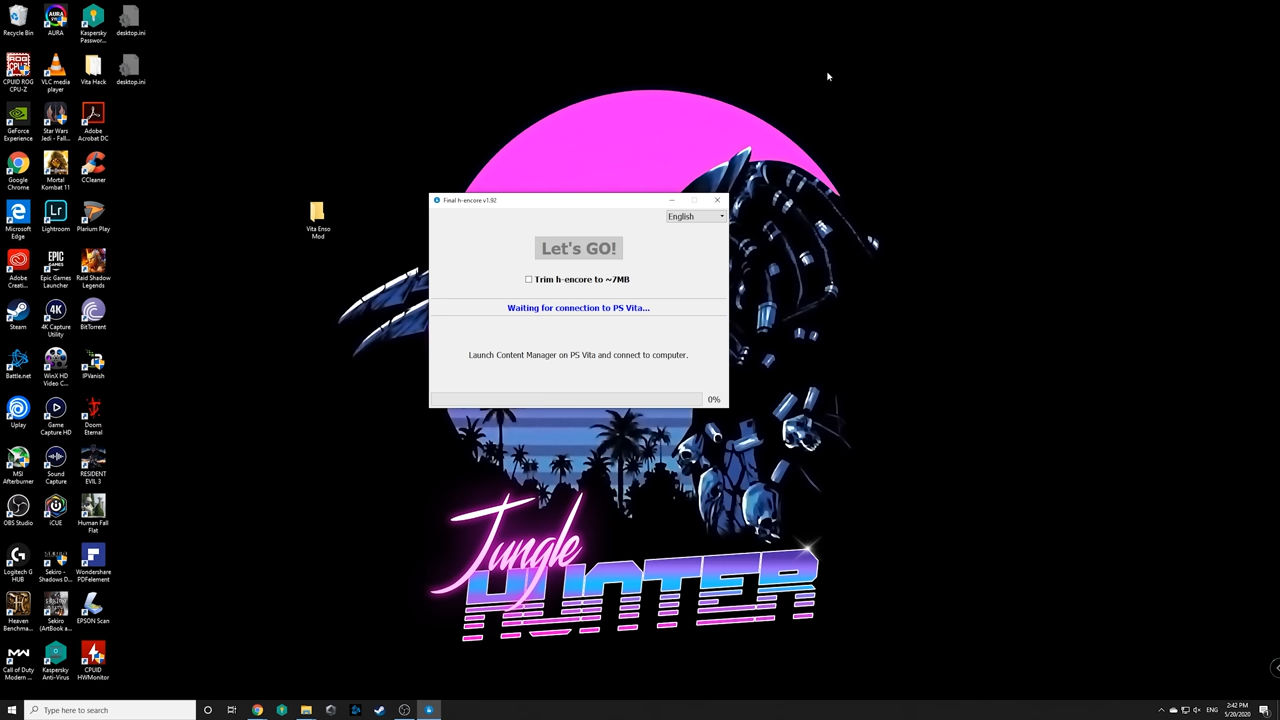 Recycle Bin
AURA
Kaspersky
Passwor...
desktop.ini
CPUID ROG
CPU-Z
VLC media
player
Vita Hack
desktop.ini
GeForce
Experience
Star Wars
Jedi - Fall...
Adobe
Acrobat DC
Google
Chrome
Mortal
Kombat 11
CCleaner
Microsoft
Edge
Lightroom
Plarium Play
Adobe
Creati...
Epic Games
Launcher
Raid Shadow
Legends
Steam
4K Capture
Utility
BitTorrent
Battle.net
WinX HD
Video C...
IPVanish
Uplay
Game
Capture HD
Doom
Eternal
MSI
Afterburner
Sound
Capture
RESIDENT
EVIL 3
OBS Studio
iCUE
Human Fall
Flat
Logitech G
HUB
Sekiro -
Shadows D...
Wondershare
PDFelement
Heaven
Benchma...
Sekiro
(ArtBook a...
EPSON Scan
Call of Duty
Modern ...
Kaspersky
Anti-Virus
CPUID
HWMonitor
Vita Enso
Mod
Final h-encore v1.92
English
Let's GO!
Trim h-encore to ~7MB
Waiting for connection to PS Vita...
Launch Content Manager on PS Vita and connect to computer.
0%
Jungle
HUNTER
Type here to search
ENG
2:42 PM
5/20/2020